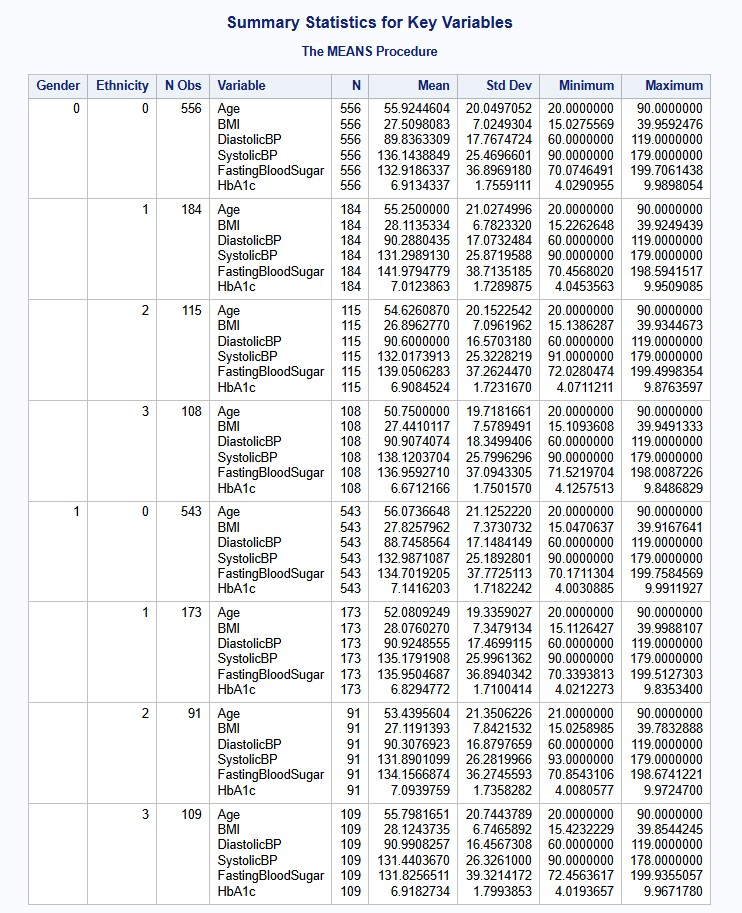 Summary Statistics for Key Variables
The MEANS Procedure
Gender Ethnicity N Obs Variable N Mean Std Dev Minimum Maximum
0 0 556 Age 556 55.9244604 20.0497052 20.0000000 90.0000000
BMI 556 27.5098083 7.0249304 15.0275569 39.9592476
DiastolicBP 556 89.8363309 17.7674724 60.0000000 119.0000000
SystolicBP 556 136.1438849 25.4696601 90.0000000 179.0000000
FastingBloodSugar 556 132.9186337 36.8969180 70.0746491 199.7061438
HbA1c 556 6.9134337 1.7559111 4.0290955 9.9898054
1 184 Age 184 55.2500000 21.0274996 20.0000000 90.0000000
BMI 184 28.1135334 6.7823320 15.2262648 39.9249439
DiastolicBP 184 90.2880435 17.0732484 60.0000000 119.0000000
SystolicBP 184 131.2989130 25.8719588 90.0000000 179.0000000
FastingBloodSugar 184 141.9794779 38.7135185 70.4568020 198.5941517
HbA1c 184 7.0123863 1.7289875 4.0453563 9.9509085
2 115 Age 115 54.6260870 20.1522542 20.0000000 90.0000000
BMI 115 26.8962770 7.0961962 15.1386287 39.9344673
DiastolicBP 115 90.6000000 16.5703180 60.0000000 119.0000000
SystolicBP 115 132.0173913 25.3228219 91.0000000 179.0000000
FastingBloodSugar 115 139.0506283 37.2624470 72.0280474 199.4998354
HbA1c 115 6.9084524 1.7231670 4.0711211 9.8763597
3 108 Age 108 50.7500000 19.7181661 20.0000000 90.0000000
BMI 108 27.4410117 7.5789491 15.1093608 39.9491333
DiastolicBP 108 90.9074074 18.3499406 60.0000000 119.0000000
SystolicBP 108 138.1203704 25.7996296 90.0000000 179.0000000
FastingBloodSugar 108 136.9592710 37.0943305 71.5219704 198.0087226
HbA1c 108 6.6712166 1.7501570 4.1257513 9.8486829
1 0 543 Age 543 56.0736648 21.1252220 20.0000000 90.0000000
BMI 543 27.8257962 7.3730732 15.0470637 39.9167641
DiastolicBP 543 88.7458564 17.1484149 60.0000000 119.0000000
SystolicBP 543 132.9871087 25.1892801 90.0000000 179.0000000
FastingBloodSugar 543 134.7019205 37.7725113 70.1711304 199.7584569
HbA1c 543 7.1416203 1.7182242 4.0030885 9.9911927
1 173 Age 173 52.0809249 19.3359027 20.0000000 90.0000000
BMI 173 28.0760270 7.3479134 15.1126427 39.9988107
DiastolicBP 173 90.9248555 17.4699115 60.0000000 119.0000000
SystolicBP 173 135.1791908 25.9961362 90.0000000 179.0000000
FastingBloodSugar 173 135.9504687 36.8940342 70.3393813 199.5127303
HbA1c 173 6.8294772 1.7100414 4.0212273 9.8353400
2 91 Age 91 53.4395604 21.3506226 21.0000000 90.0000000
BMI 91 27.1191393 7.8421532 15.0258985 39.7832888
DiastolicBP 91 90.3076923 16.8797659 60.0000000 119.0000000
SystolicBP 91 131.8901099 26.2819966 93.0000000 179.0000000
FastingBloodSugar 91 134.1566874 36.2745593 70.8543106 198.6741221
HbA1c 91 7.0939759 1.7358282 4.0080577 9.9724700
3 109 Age 109 55.7981651 20.7443789 20.0000000 90.0000000
BMI 109 28.1243735 6.7465892 15.4232229 39.8544245
DiastolicBP 109 90.9908257 16.4567308 60.0000000 119.0000000
SystolicBP 109 131.4403670 26.3261000 90.0000000 178.0000000
FastingBloodSugar 109 131.8256511 39.3214172 72.4563617 199.9355057
HbA1c 109 6.9182734 1.7993853 4.0193657 9.9671780